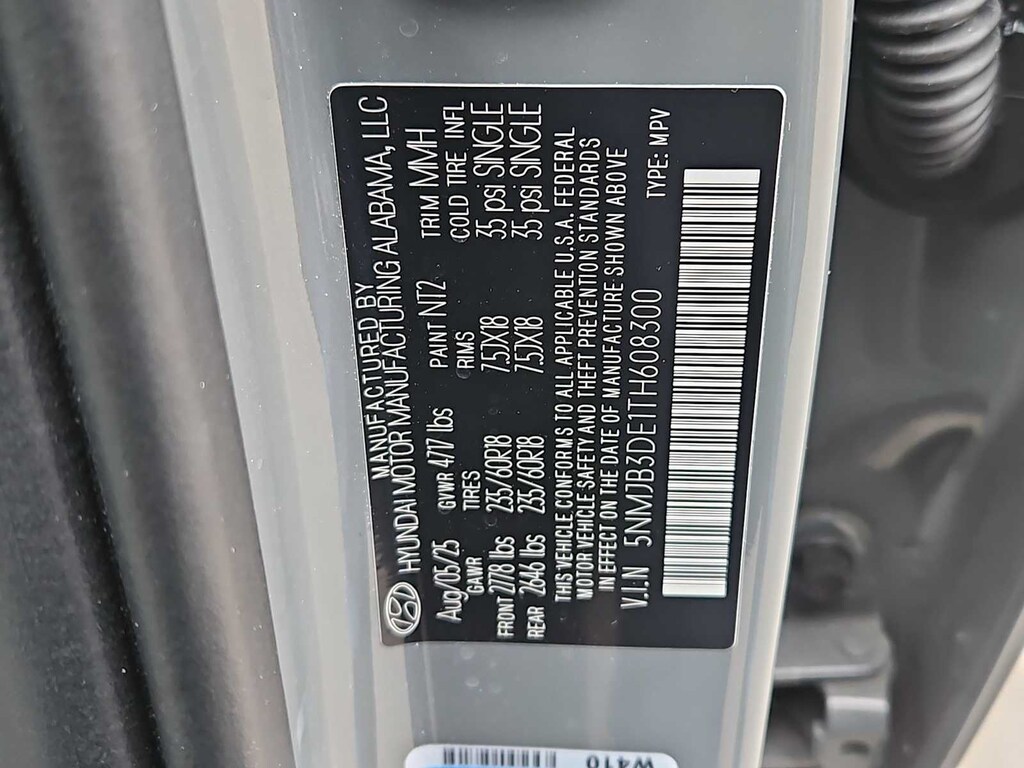 MANUFACTURED BY
HYUNDAI MOTOR MANUFACTURING ALABAMA, LLC
Aug/05/25 GVWR 4717 lbs PAINT NT2 TRIM MMH
GAWR TIRES RIMS COLD TIRE INFL
FRONT 2778 lbs 235/60R18 7.5JX18 35 psi SINGLE
REAR 2646 lbs 235/60R18 7.5JX18 35 psi SINGLE
THIS VEHICLE CONFORMS TO ALL APPLICABLE U.S.A. FEDERAL
MOTOR VEHICLE SAFETY AND THEFT PREVENTION STANDARDS
IN EFFECT ON THE DATE OF MANUFACTURE SHOWN ABOVE
V.I.N 5NMJB3DE1TH608300 TYPE: MPV
W410